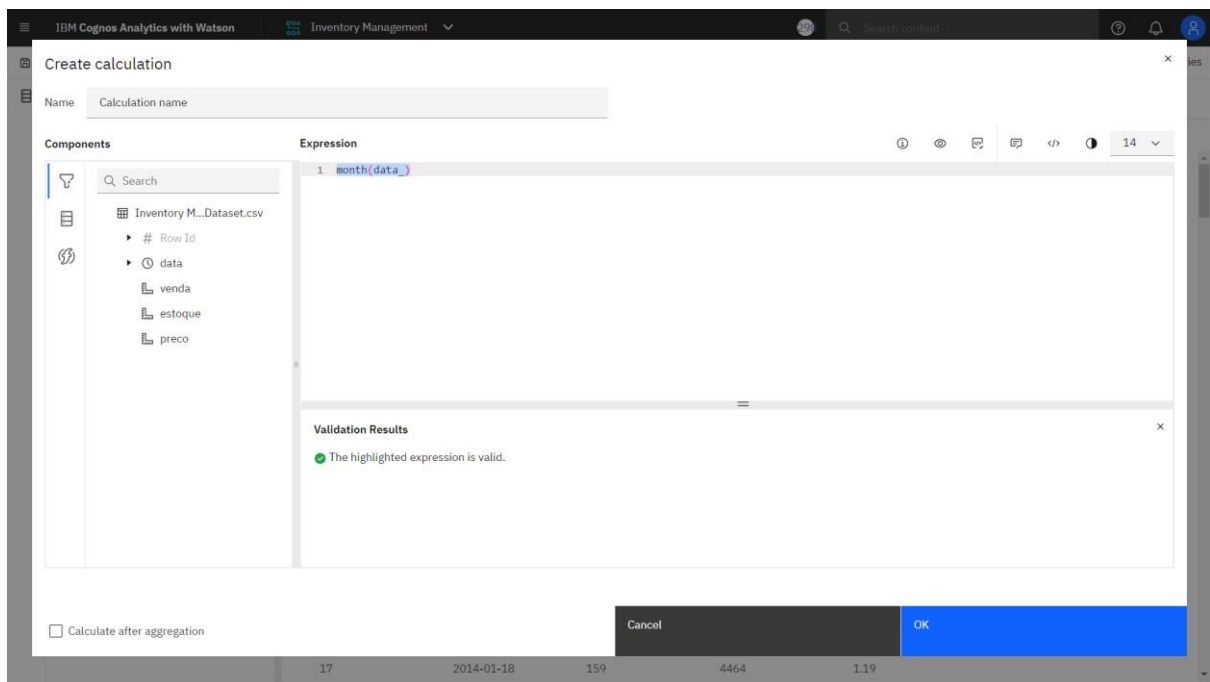 IBM Cognos Analytics with Watson
Inventory Management
Search content
ies
Create calculation
Name
Calculation name
Components
Expression
14
Search
1 month(data_)
Inventory M...Dataset.csv
# Row Id
data
venda
estoque
preco
Validation Results
The highlighted expression is valid.
Calculate after aggregation
Cancel
OK
17 2014-01-18 159 4464 1.19